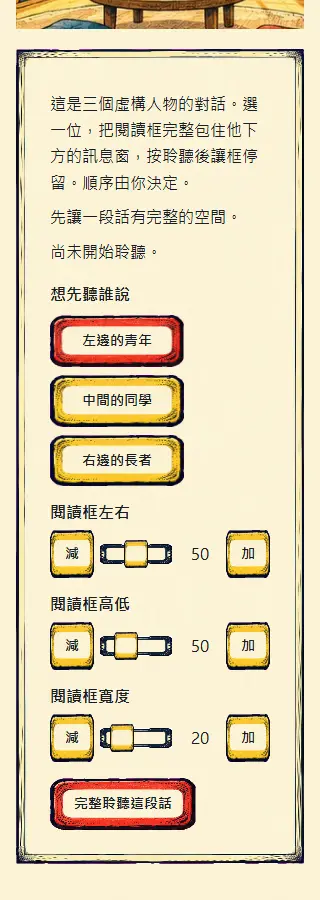 這是三個虛構人物的對話。選
一位，把閱讀框完整包住他下
方的訊息窗，按聆聽後讓框停
留。順序由你決定。
先讓一段話有完整的空間。
尚未開始聆聽。
想先聽誰說
左邊的青年
中間的同學
右邊的長者
閱讀框左右
減 50 加
閱讀框高低
減 50 加
閱讀框寬度
減 20 加
完整聆聽這段話